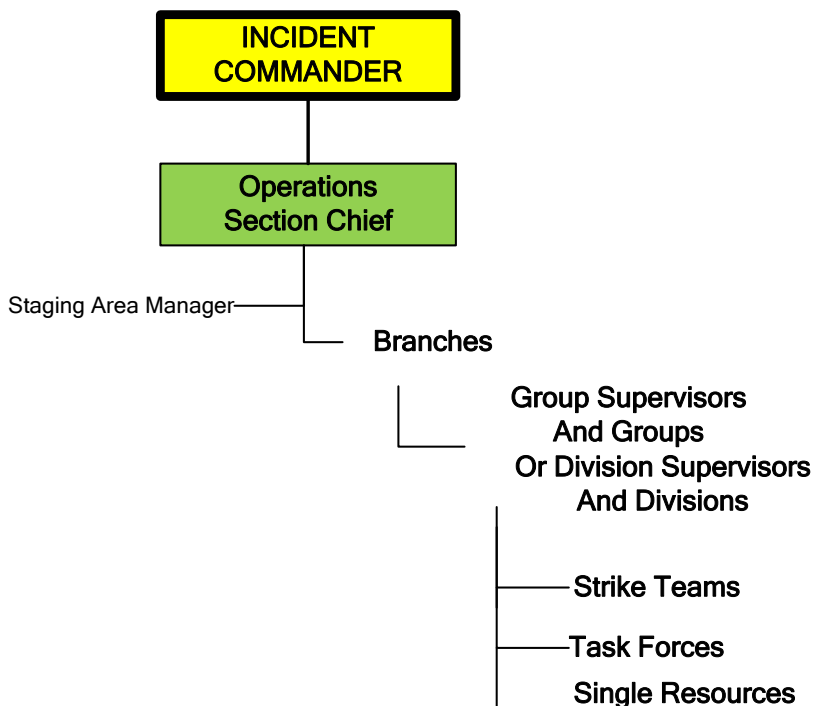 INCIDENT
COMMANDER
Operations
Section Chief
Staging Area Manager
Branches
Group Supervisors
And Groups
Or Division Supervisors
And Divisions
Strike Teams
Task Forces
Single Resources